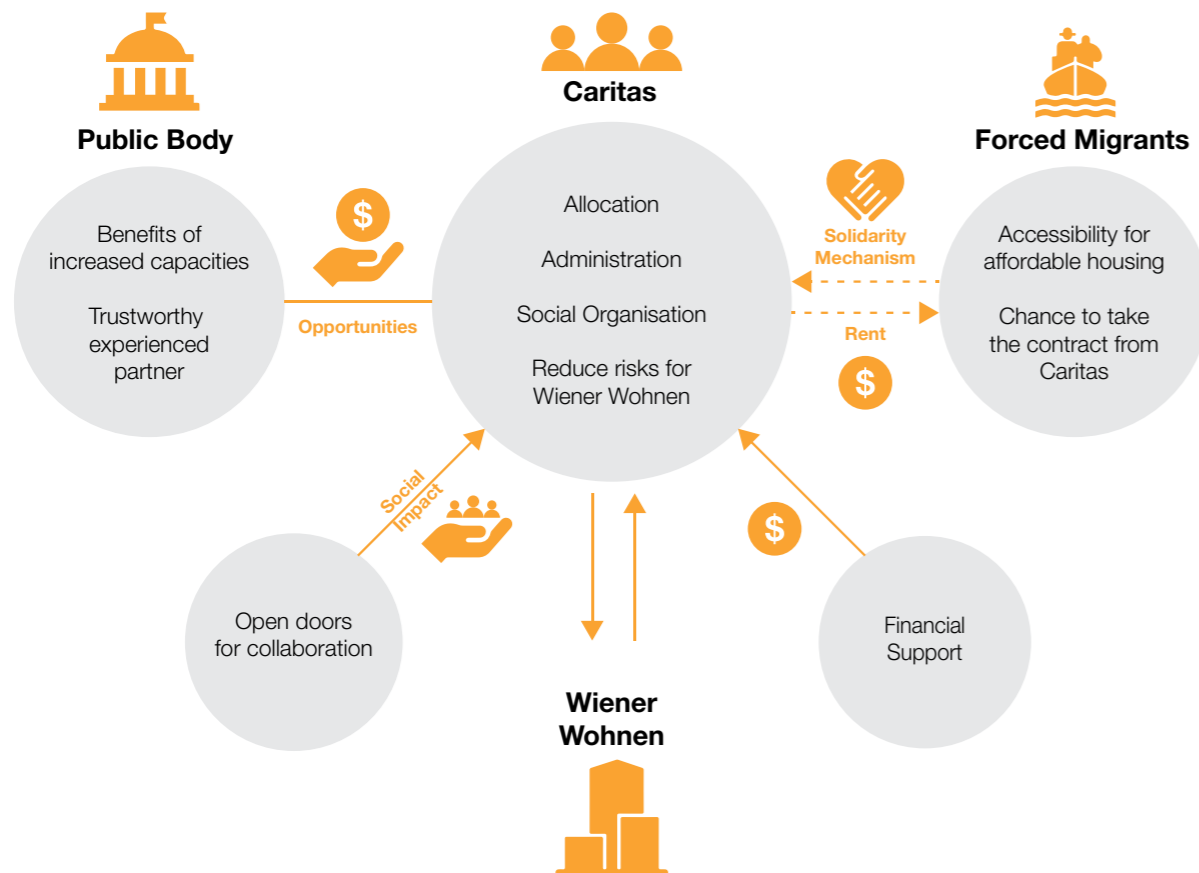 Public Body
Benefits of
increased capacities
Trustworthy
experienced
partner
$
Opportunities
Caritas
Allocation
Administration
Social Organisation
Reduce risks for
Wiener Wohnen
Solidarity
Mechanism
Rent
$
Forced Migrants
Accessibility for
affordable housing
Chance to take
the contract from
Caritas
Social
Impact
Open doors
for collaboration
$
Financial
Support
Wiener
Wohnen